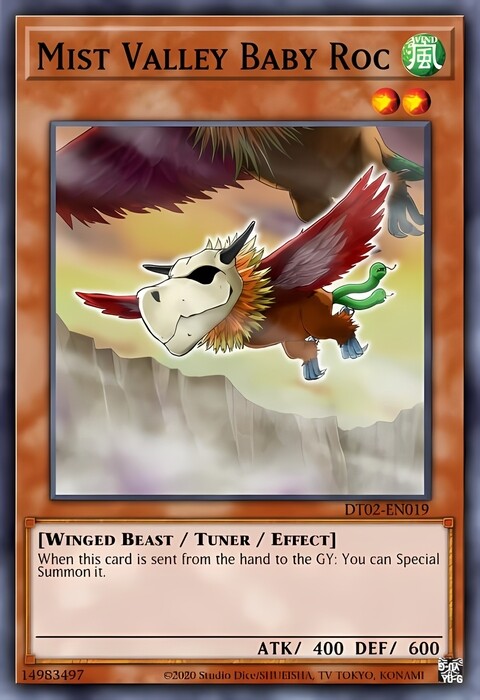 MIST VALLEY BABY ROC
WIND
風
DT02-EN019
[WINGED BEAST / TUNER / EFFECT]
When this card is sent from the hand to the GY: You can Special
Summon it.
ATK/ 400 DEF/ 600
14983497
©2020 Studio Dice/SHUEISHA, TV TOKYO, KONAMI